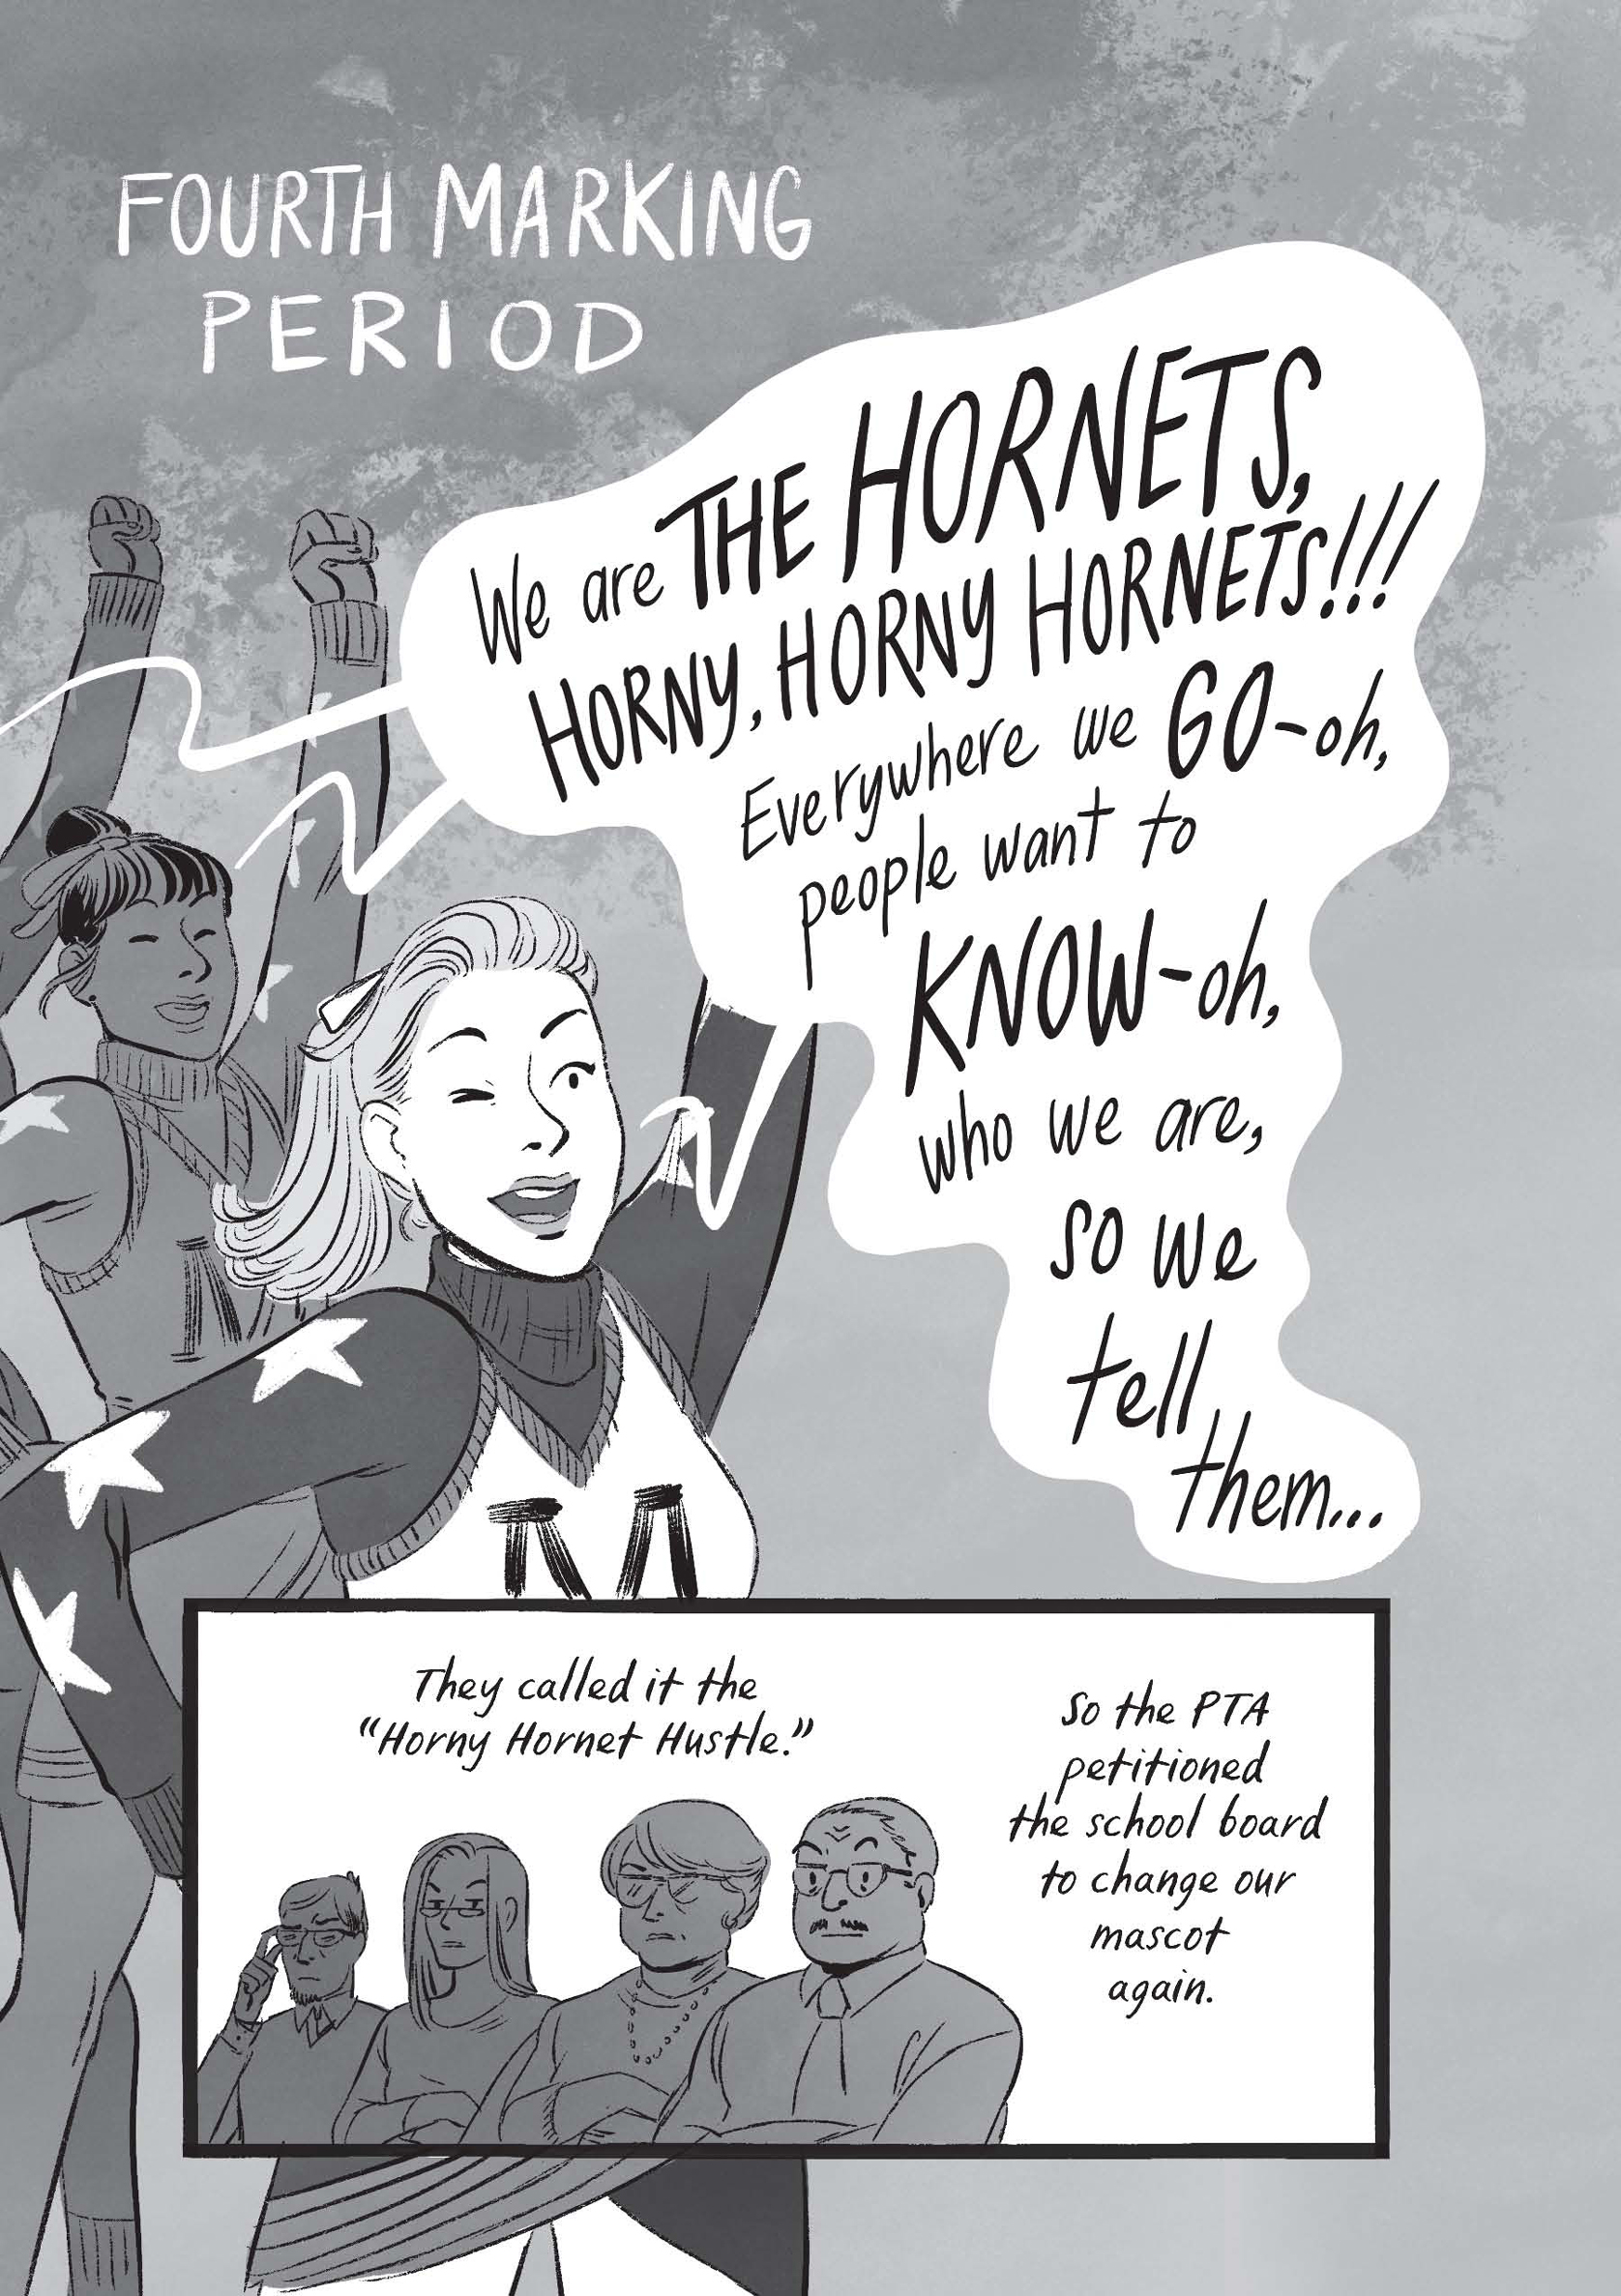 FOURTH MARKING
PERIOD
We are THE HORNETS,
HORNY, HORNY HORNETS!!!
Everywhere we GO-oh,
people want to
KNOW-oh,
who we are,
so we
tell
them...
M
They called it the
“Horny Hornet Hustle.”
So the PTA
petitioned
the school board
to change our
mascot
again.